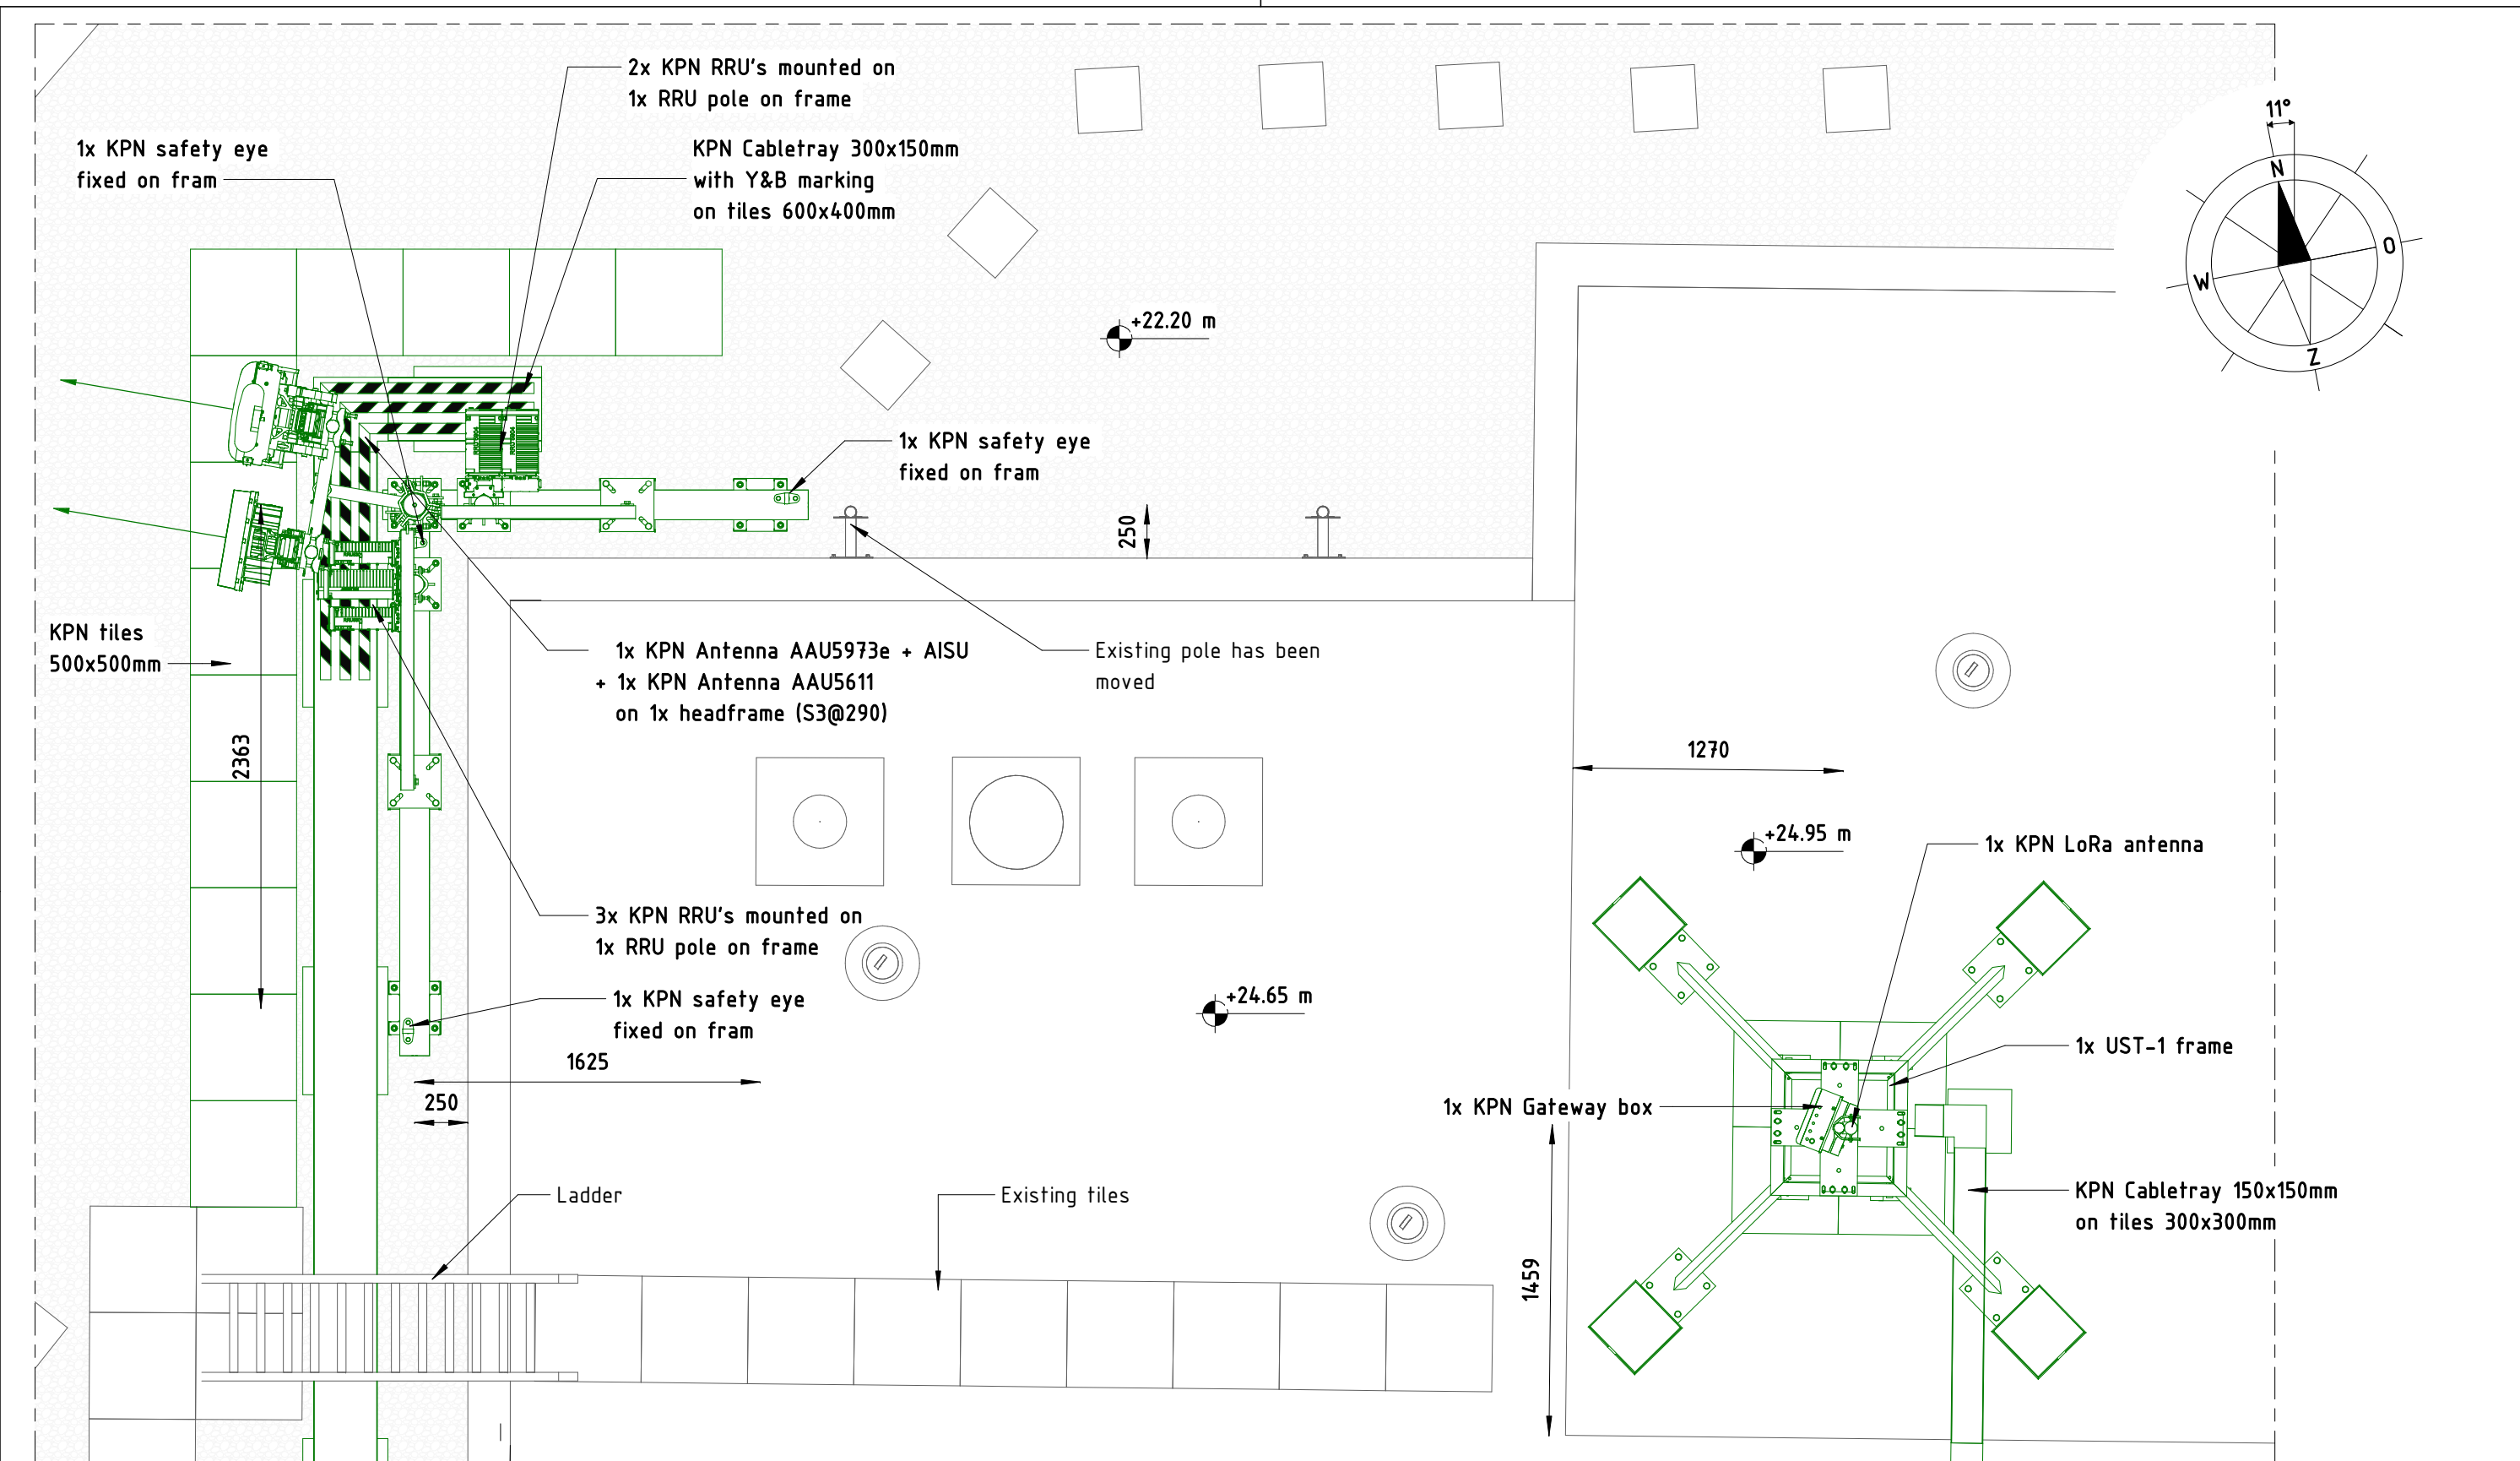 2x KPN RRU's mounted on
1x RRU pole on frame
1x KPN safety eye
fixed on fram
KPN Cabletray 300x150mm
with Y&B marking
on tiles 600x400mm
11°
N
O
W
Z
+22.20 m
1x KPN safety eye
fixed on fram
250
KPN tiles
500x500mm
1x KPN Antenna AAU5973e + AISU
+ 1x KPN Antenna AAU5611
on 1x headframe (S3@290)
Existing pole has been
moved
2363
1270
+24.95 m
1x KPN LoRa antenna
3x KPN RRU's mounted on
1x RRU pole on frame
1x KPN safety eye
fixed on fram
+24.65 m
1625
250
1x UST-1 frame
1x KPN Gateway box
Ladder
Existing tiles
KPN Cabletray 150x150mm
on tiles 300x300mm
1459